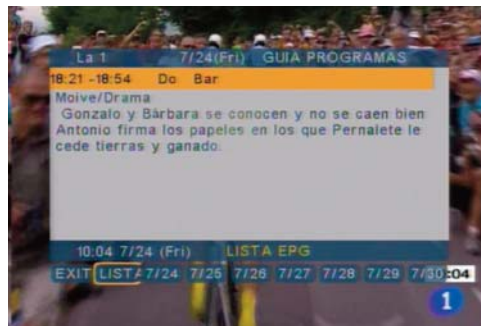 La 1 7/24(Fri) GUIA PROGRAMAS
18:21 -18:54 Do Bar
Moive/Drama
Gonzalo y Bárbara se conocen y no se caen bien
Antonio firma los papeles en los que Pernalete le
cede tierras y ganado.
10:04 7/24 (Fri) LISTA EPG
EXIT LISTA 7/24 7/25 7/26 7/27 7/28 7/29 7/30 :04
1